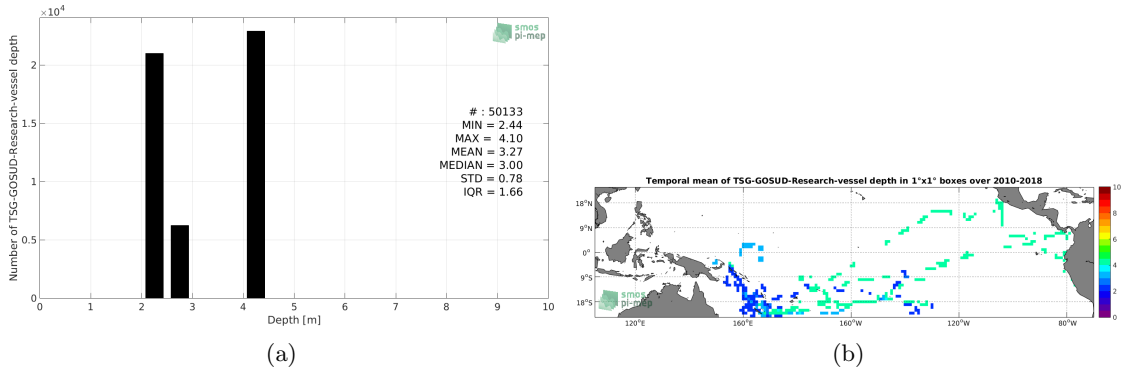 ×10⁴
Number of TSG-GOSUD-Research-vessel depth
2
1.5
1
0.5
0
smos
pi-mep
# : 50133
MIN = 2.44
MAX = 4.10
MEAN = 3.27
MEDIAN = 3.00
STD = 0.78
IQR = 1.66
0 1 2 3 4 5 6 7 8 9 10
Depth [m]
(a)
Temporal mean of TSG-GOSUD-Research-vessel depth in 1°x1° boxes over 2010-2018
18°N
9°N
0°
9°S
18°S
smos
pi-mep
120°E 160°E 160°W 120°W 80°W
10
8
6
4
2
0
(b)